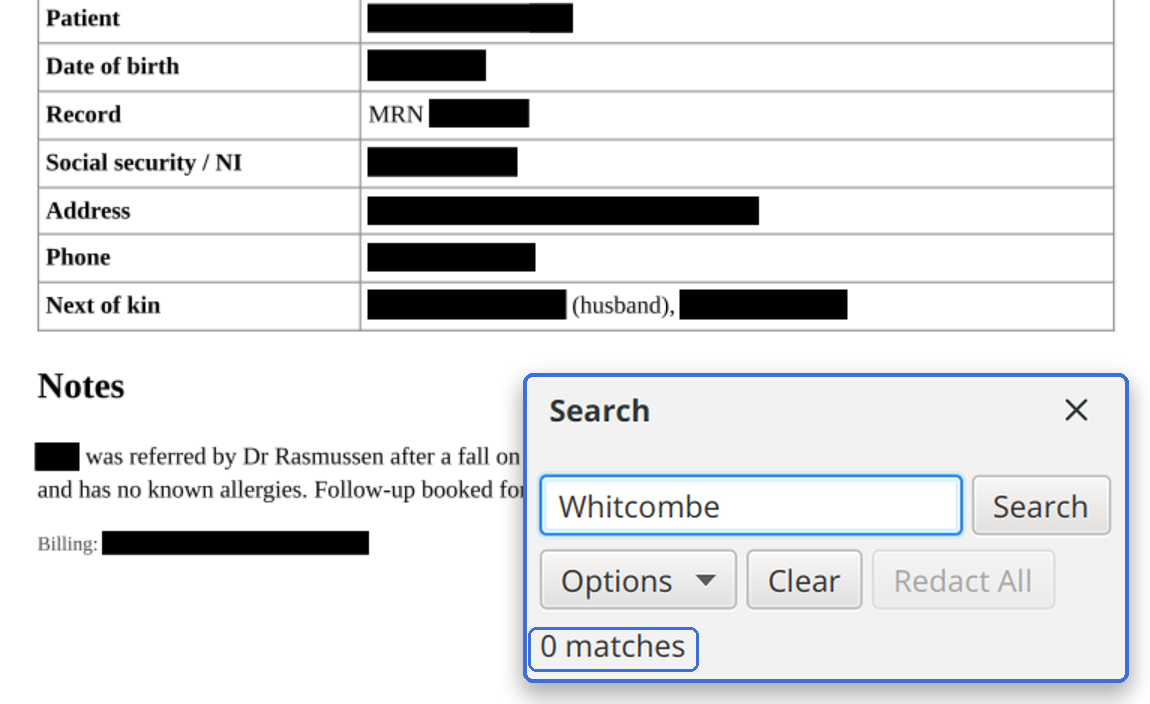 Patient
Date of birth
Record MRN
Social security / NI
Address
Phone
Next of kin (husband),
Notes
was referred by Dr Rasmussen after a fall on
and has no known allergies. Follow-up booked for
Billing:
Search
Whitcombe Search
Options Clear Redact All
0 matches